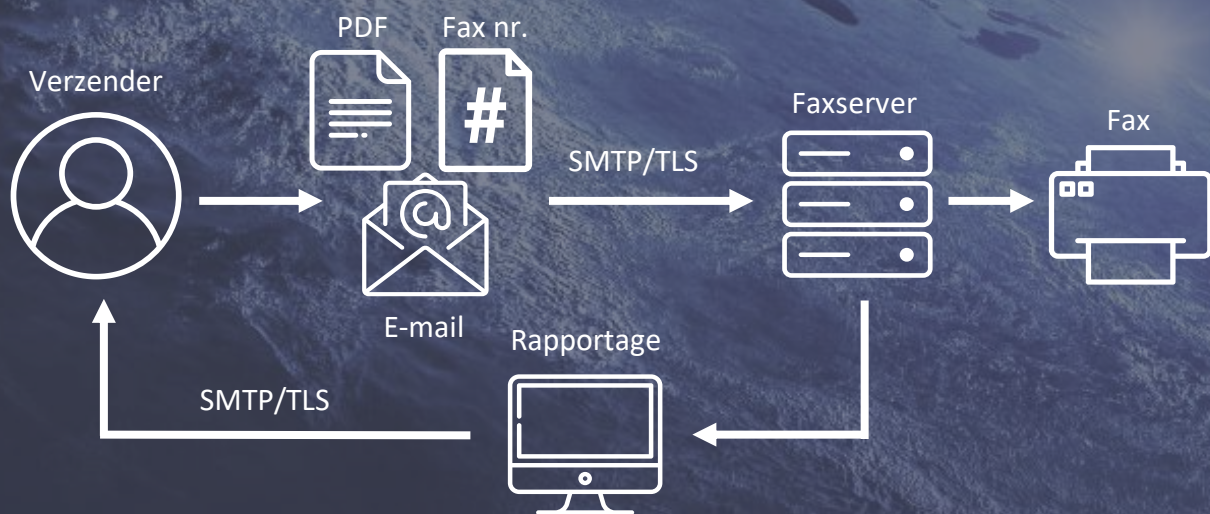 PDF
Fax nr.
Verzender
#
Faxserver
Fax
SMTP/TLS
@
E-mail
Rapportage
SMTP/TLS